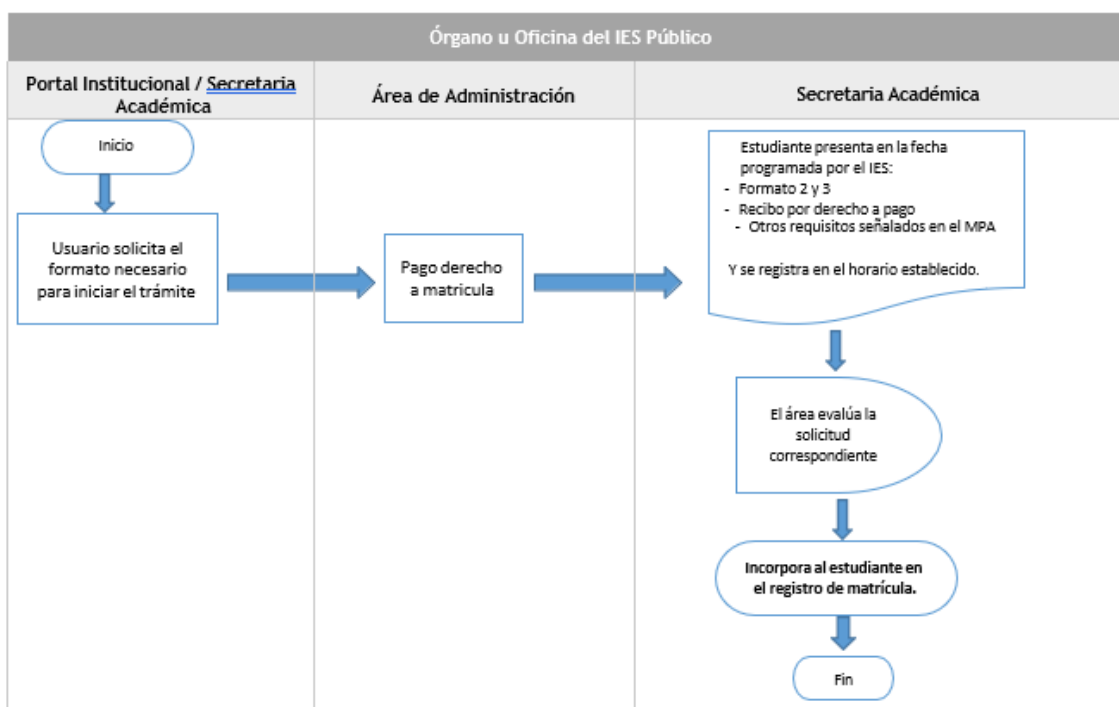 Órgano u Oficina del IES Público
Portal Institucional / Secretaria
Académica
Área de Administración
Secretaria Académica
Inicio
Usuario solicita el
formato necesario
para iniciar el trámite
Pago derecho
a matricula
Estudiante presenta en la fecha
programada por el IES:
- Formato 2 y 3
- Recibo por derecho a pago
- Otros requisitos señalados en el MPA
Y se registra en el horario establecido.
El área evalúa la
solicitud
correspondiente
Incorpora al estudiante en
el registro de matrícula.
Fin